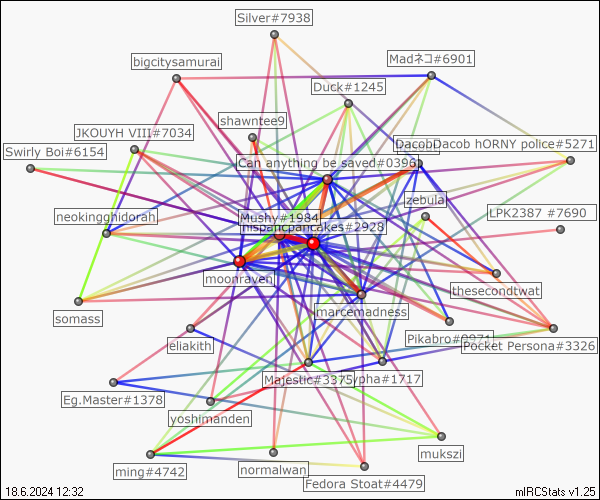 Silver#7938
Madネコ#6901
bigcitysamurai
Duck#1245
shawntee9
JKOUYH VIII#7034
DacobDacob hORNY police#5271
Swirly Boi#6154
Can anything be saved#0396
zebula
neokingghidorah
Mushy#1984
LPK2387 #7690
hispancpancakes#2928
moonraven
thesecondtwat
somass
marcemadness
eliakith
Pikabro#9971
Pocket Persona#3326
Majestic#3375
ypha#1717
Eg.Master#1378
yoshimanden
mukszi
ming#4742
normalwan
Fedora Stoat#4479
18.6.2024 12:32
mIRCStats v1.25